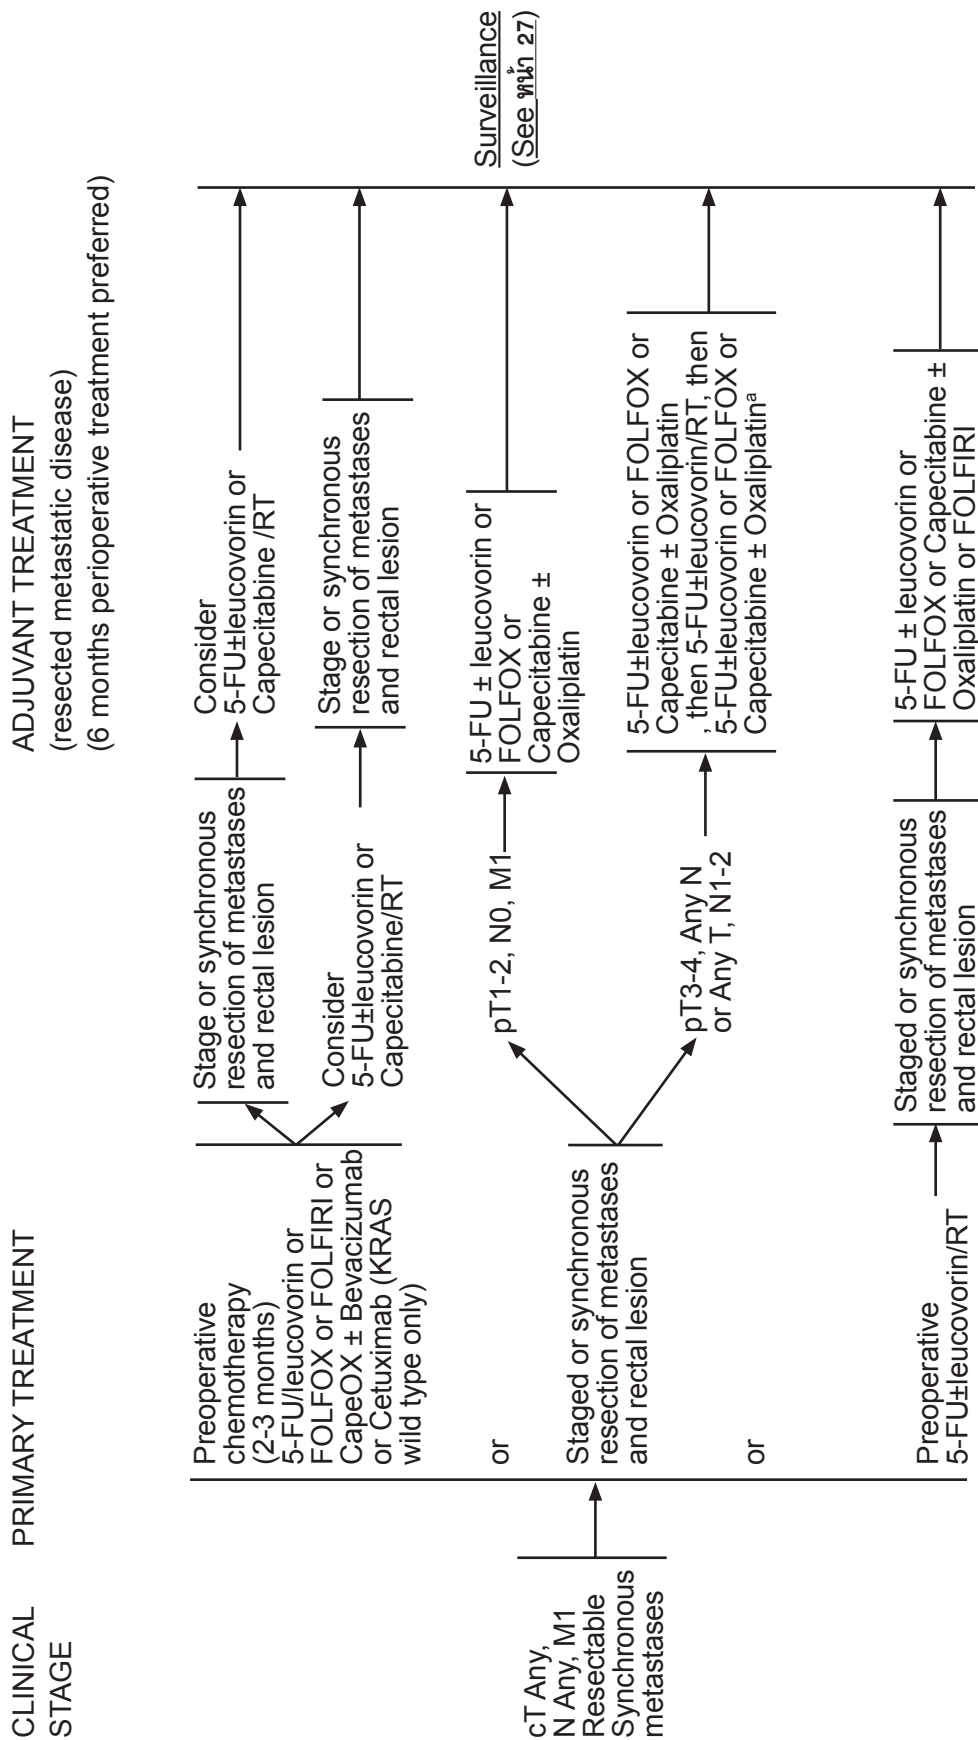 CLINICAL
STAGE
PRIMARY TREATMENT
ADJUVANT TREATMENT
(resected metastatic disease)
(6 months perioperative treatment preferred)
cT Any,
N Any, M1
Resectable
Synchronous
metastases
Preoperative
chemotherapy
(2-3 months)
5-FU/leucovorin or
FOLFOX or FOLFIRI or
CapeOX ± Bevacizumab
or Cetuximab (KRAS
wild type only)
Stage or synchronous
resection of metastases
and rectal lesion
Consider
5-FU±leucovorin or
Capecitabine /RT
Consider
5-FU±leucovorin or
Capecitabine/RT
Stage or synchronous
resection of metastases
and rectal lesion
or
Staged or synchronous
resection of metastases
and rectal lesion
pT1-2, N0, M1
5-FU ± leucovorin or
FOLFOX or
Capecitabine ±
Oxaliplatin
pT3-4, Any N
or Any T, N1-2
5-FU±leucovorin or FOLFOX or
Capecitabine ± Oxaliplatin
, then 5-FU±leucovorin/RT, then
5-FU±leucovorin or FOLFOX or
Capecitabine ± Oxaliplatinᵃ
or
Preoperative
5-FU±leucovorin/RT
Staged or synchronous
resection of metastases
and rectal lesion
5-FU ± leucovorin or
FOLFOX or Capecitabine ±
Oxaliplatin or FOLFIRI
Surveillance
(See หน้า 27)